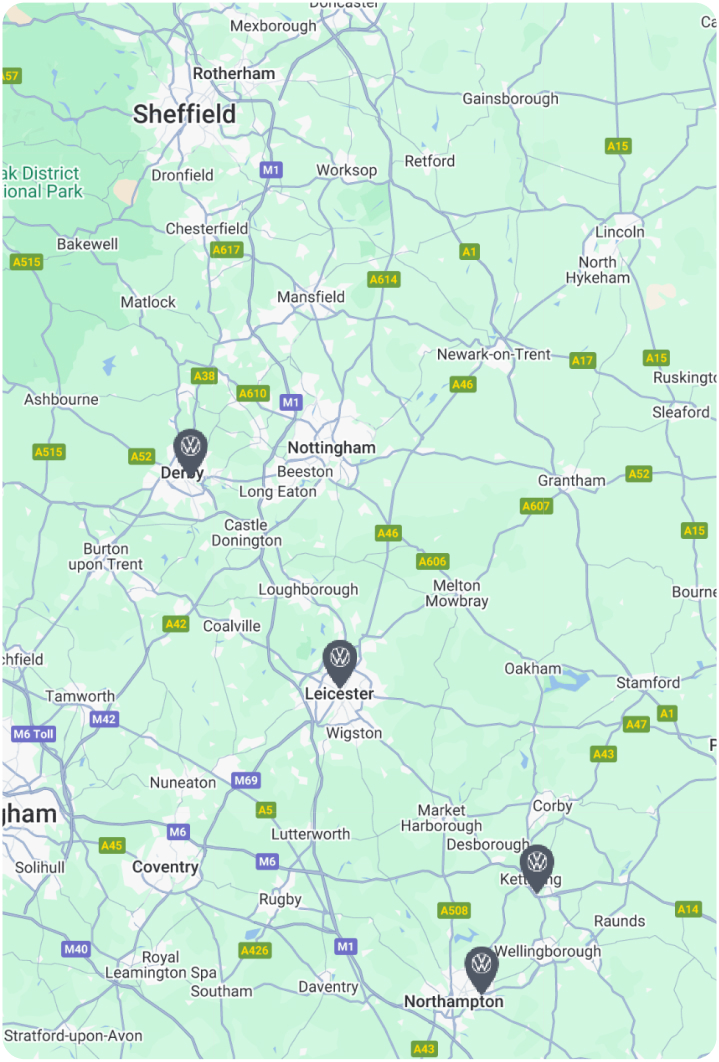 Doncaster
Mexborough
Ca
A57
Rotherham
Gainsborough
Sheffield
A15
Retford
ak District
ional Park
Dronfield
M1
Worksop
Chesterfield
Lincoln
Bakewell
A617
A1
A515
North
Hykeham
A614
Matlock
Mansfield
Newark-on-Trent
A17
A15
A38
A46
Ruskingto
A610
Ashbourne
M1
Sleaford
A515
A52
Nottingham
Derby
Beeston
Grantham
A52
Long Eaton
A607
Castle
Donington
A46
A15
Burton
upon Trent
A606
Loughborough
Melton
Mowbray
Bourne
A42
Coalville
chfield
Oakham
Stamford
Tamworth
Leicester
M42
A1
M6 Toll
Wigston
A47
A43
P
Nuneaton
M69
gham
A5
Market
Harborough
Corby
M6
Lutterworth
A45
Desborough
Solihull
Coventry
M6
Kettering
Rugby
A508
A14
Raunds
M40
A426
M1
Wellingborough
Royal
Leamington Spa
Southam
Daventry
Northampton
Stratford-upon-Avon
A43